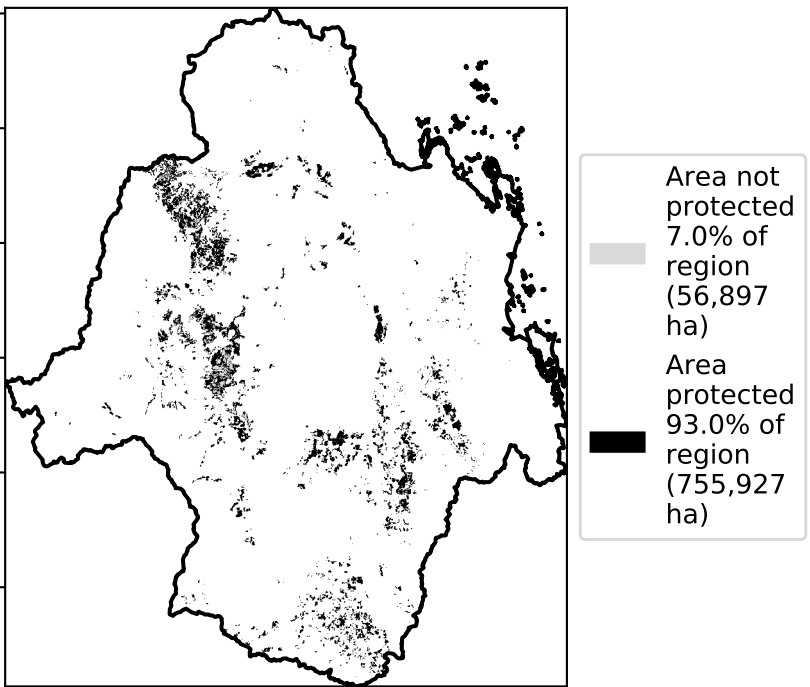 Area not
protected
7.0% of
region
(56,897
ha)
Area
protected
93.0% of
region
(755,927
ha)